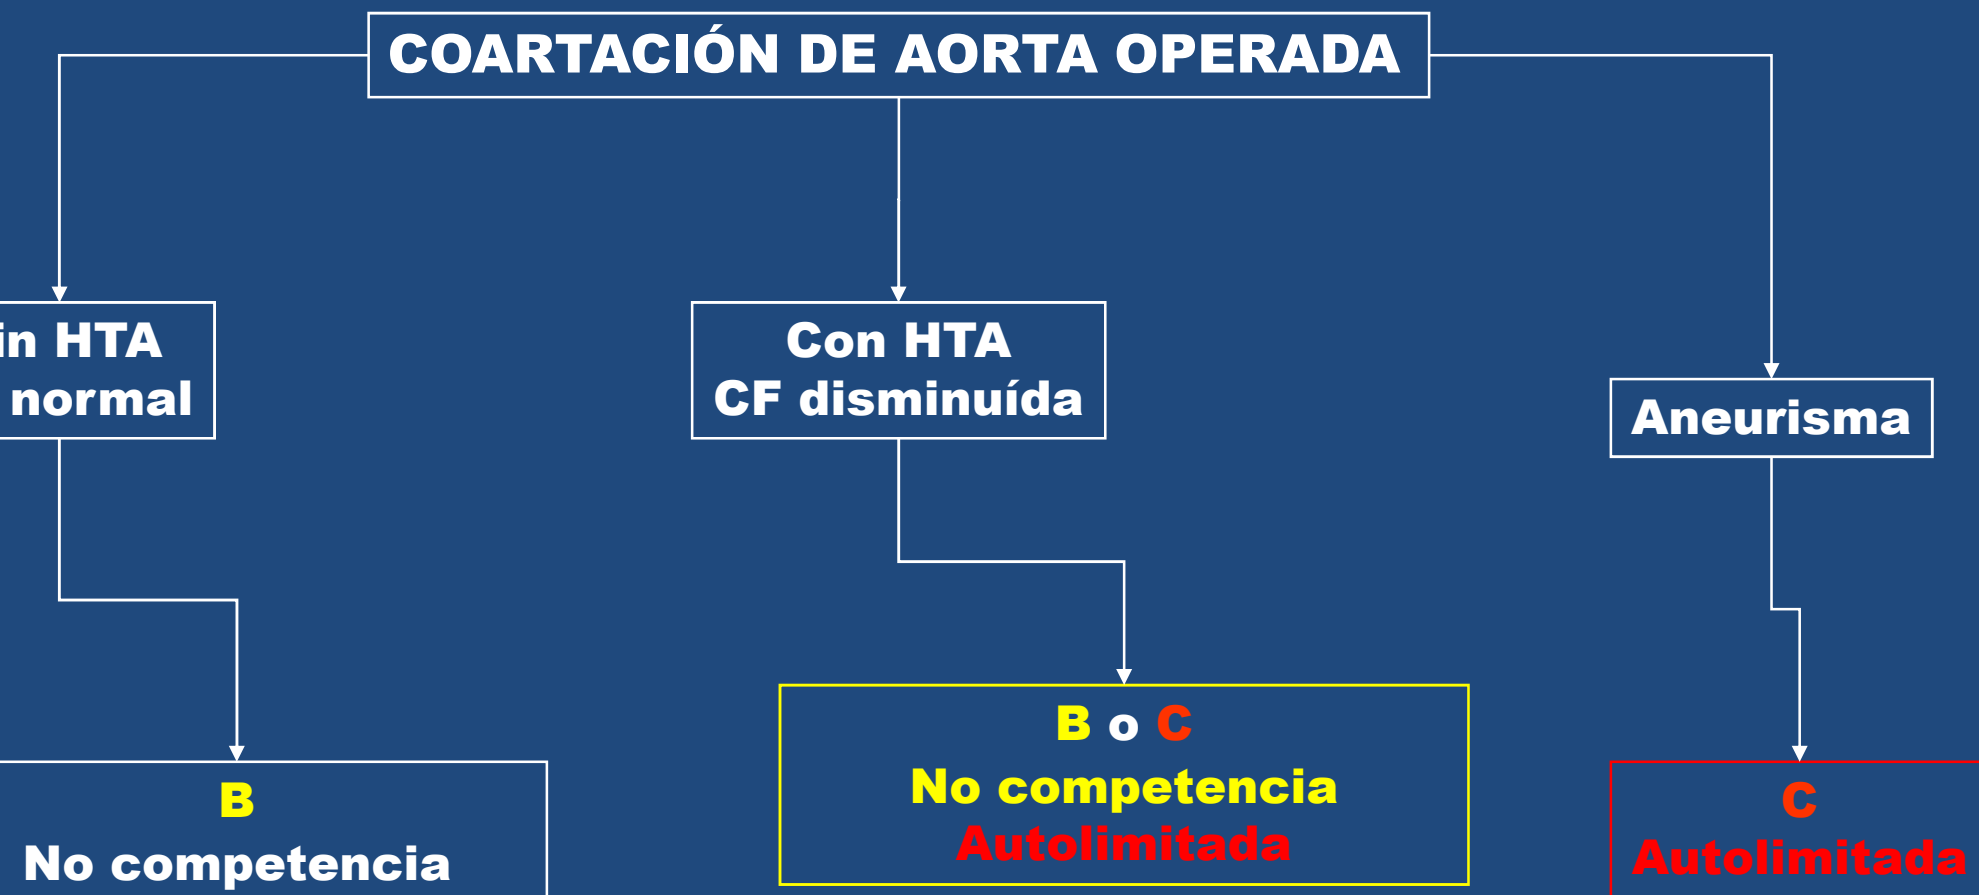 COARTACIÓN DE AORTA OPERADA
in HTA
normal
Con HTA
CF disminuída
Aneurisma
B
No competencia
B o C
No competencia
Autolimitada
C
Autolimitada